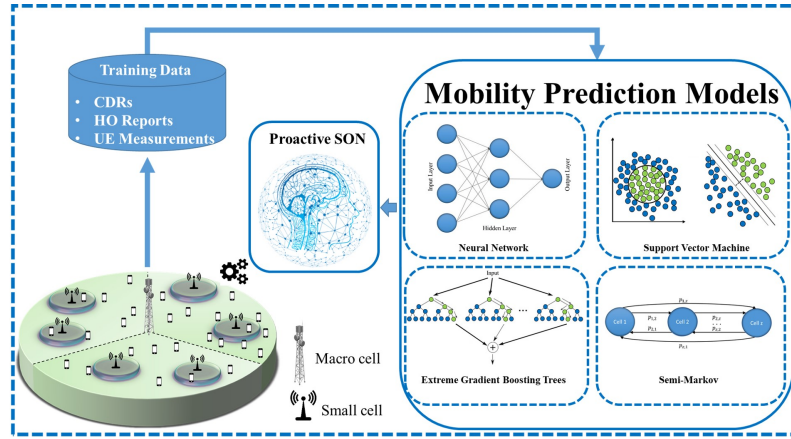 Training Data
• CDRs
• HO Reports
• UE Measurements
Proactive SON
Macro cell
Small cell
Mobility Prediction Models
Input Layer
Hidden Layer
Output Layer
Neural Network
Support Vector Machine
Input
...
+
Extreme Gradient Boosting Trees
Cell 1
Cell 2
Cell z
...
Semi-Markov